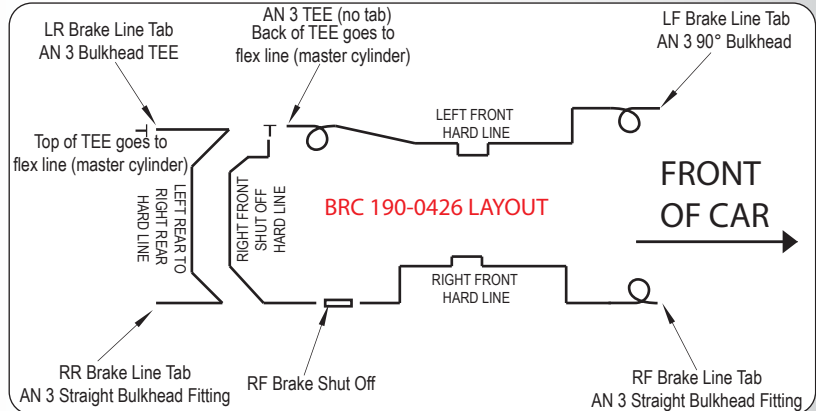 LR Brake Line Tab
AN 3 Bulkhead TEE
AN 3 TEE (no tab)
Back of TEE goes to
flex line (master cylinder)
LF Brake Line Tab
AN 3 90° Bulkhead
Top of TEE goes to
flex line (master cylinder)
LEFT FRONT
HARD LINE
LEFT REAR TO
RIGHT REAR
HARD LINE
RIGHT FRONT
SHUT OFF
HARD LINE
BRC 190-0426 LAYOUT
FRONT
OF CAR
RIGHT FRONT
HARD LINE
RR Brake Line Tab
AN 3 Straight Bulkhead Fitting
RF Brake Shut Off
RF Brake Line Tab
AN 3 Straight Bulkhead Fitting